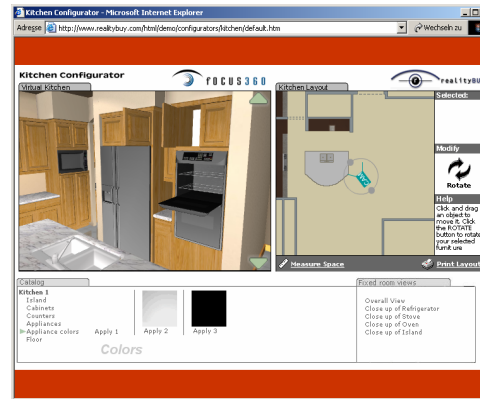 Kitchen Configurator - Microsoft Internet Explorer
Adresse http://www.realitybuy.com/html/demo/configurators/kitchen/default.htm Wechseln zu
Kitchen Configurator
FOCUS360
realityBU
Virtual Kitchen
Kitchen Layout
Selected:
Modify
Rotate
Help
Click and drag
an object to
move it. Click
the ROTATE
button to rotate
your selected
furniture
Measure Space
Print Layout
Catalog
Kitchen 1
Island
Cabinets
Counters
Appliances
Appliance colors
Floor
Apply 1
Apply 2
Apply 3
Colors
Fixed room views
Overall View
Close up of Refrigerator
Close up of Stove
Close up of Oven
Close up of Island